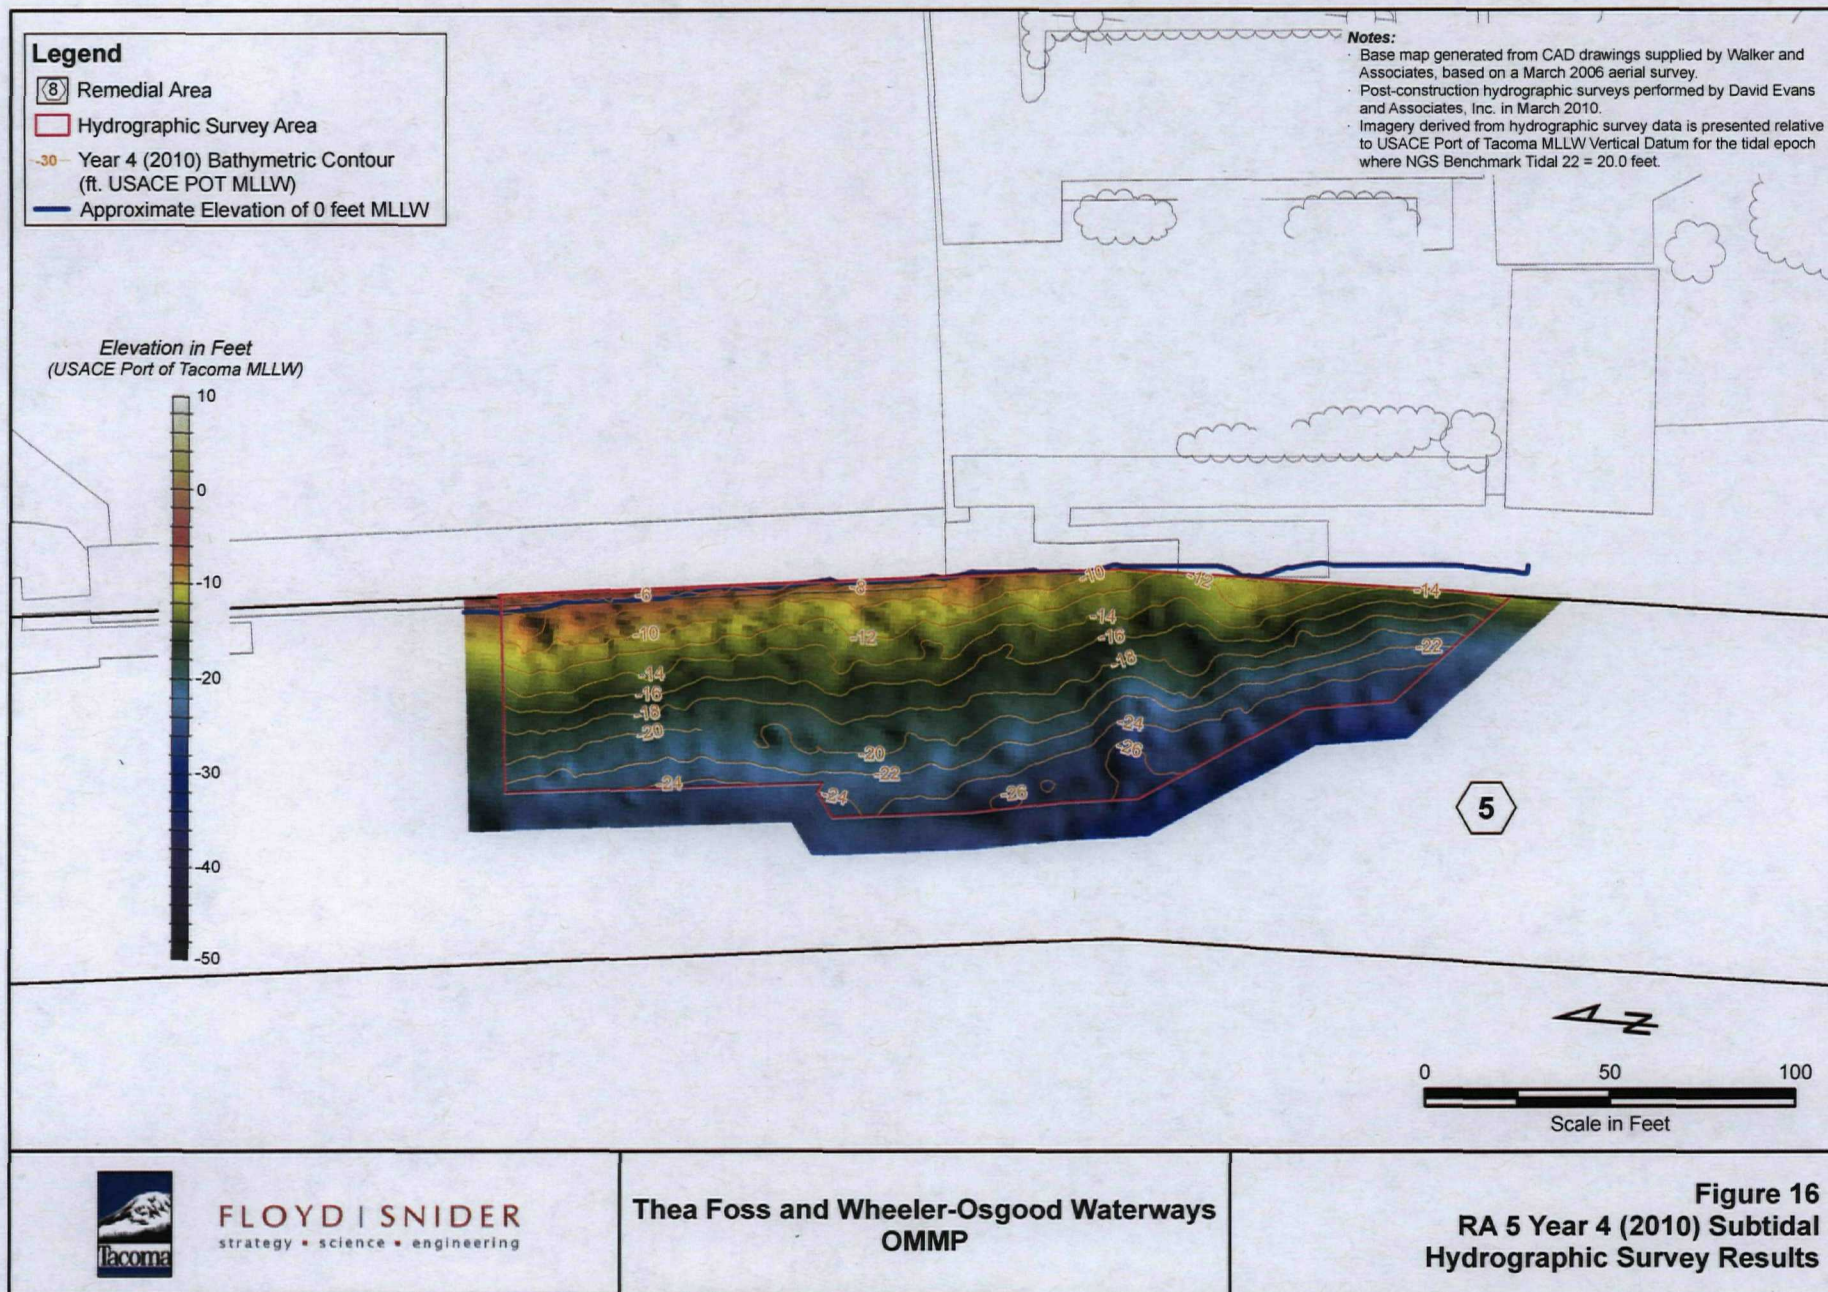 Legend
8 Remedial Area
Hydrographic Survey Area
-30 Year 4 (2010) Bathymetric Contour
(ft. USACE POT MLLW)
Approximate Elevation of 0 feet MLLW
Notes:
· Base map generated from CAD drawings supplied by Walker and
Associates, based on a March 2006 aerial survey.
· Post-construction hydrographic surveys performed by David Evans
and Associates, Inc. in March 2010.
· Imagery derived from hydrographic survey data is presented relative
to USACE Port of Tacoma MLLW Vertical Datum for the tidal epoch
where NGS Benchmark Tidal 22 = 20.0 feet.
Elevation in Feet
(USACE Port of Tacoma MLLW)
10
0
-10
-20
-30
-40
-50
-6
-8
-10
-12
-14
-10
-12
-14
-16
-18
-22
-14
-16
-18
-20
-20
-22
-24
-26
-24
-24
-26
5
N
0 50 100
Scale in Feet
Tacoma
FLOYD | SNIDER
strategy ▪ science ▪ engineering
Thea Foss and Wheeler-Osgood Waterways
OMMP
Figure 16
RA 5 Year 4 (2010) Subtidal
Hydrographic Survey Results